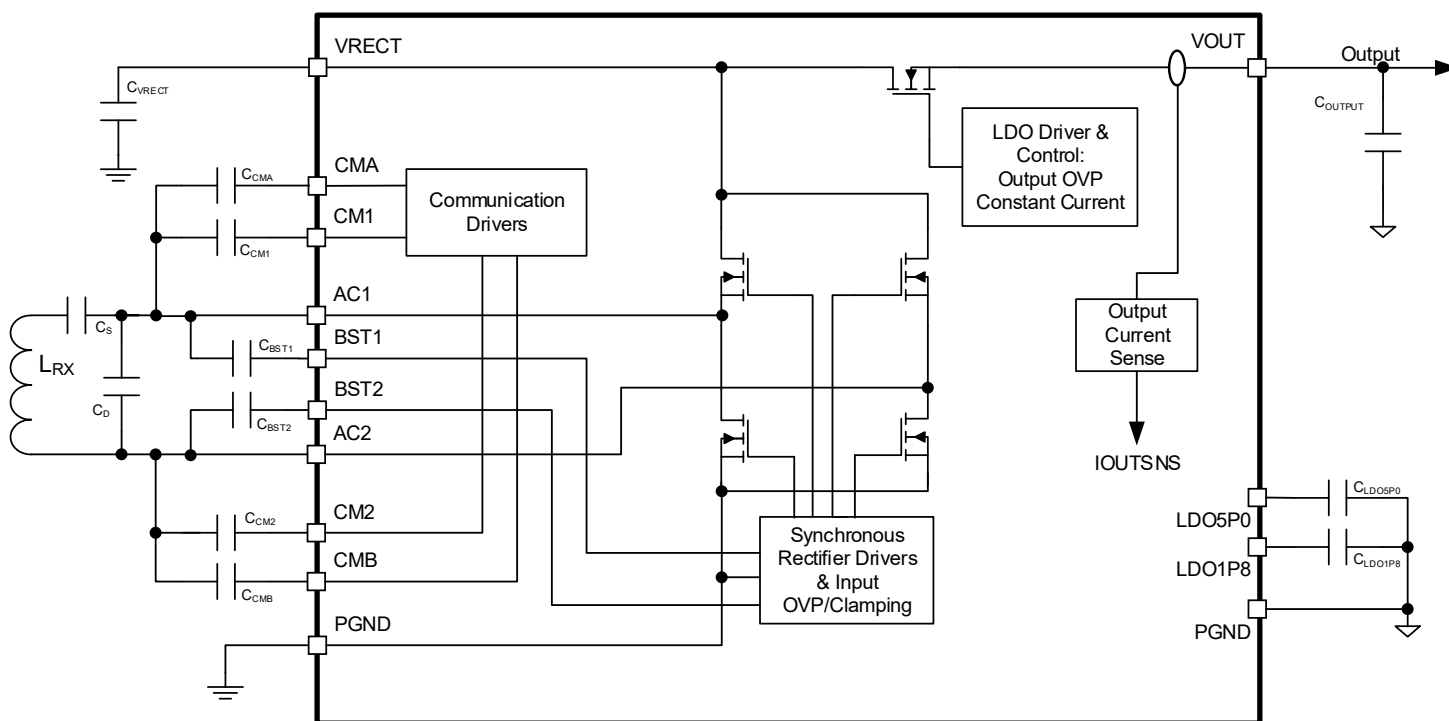 VRECT
VOUT
Output
CVRECT
COUTPUT
LDO Driver &
Control:
Output OVP
Constant Current
CMA
CCMA
Communication
Drivers
CM1
CCM1
AC1
CS
BST1
CBST1
Output
Current
Sense
LRX
CD
BST2
CBST2
AC2
IOUTSNS
CM2
CCM2
CMB
CCMB
Synchronous
Rectifier Drivers
& Input
OVP/Clamping
CLDO5P0
LDO5P0
CLDO1P8
LDO1P8
PGND
PGND